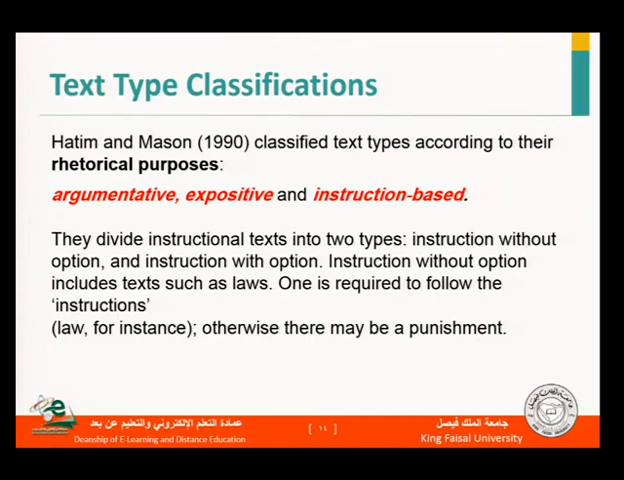 Text Type Classifications
Hatim and Mason (1990) classified text types according to their
rhetorical purposes:
argumentative, expositive and instruction-based.
They divide instructional texts into two types: instruction without
option, and instruction with option. Instruction without option
includes texts such as laws. One is required to follow the
‘instructions’
(law, for instance); otherwise there may be a punishment.
عمادة التعلم الإلكتروني والتعليم عن بعد
Deanship of E-Learning and Distance Education
[ ١٤ ]
جامعة الملك فيصل
King Faisal University